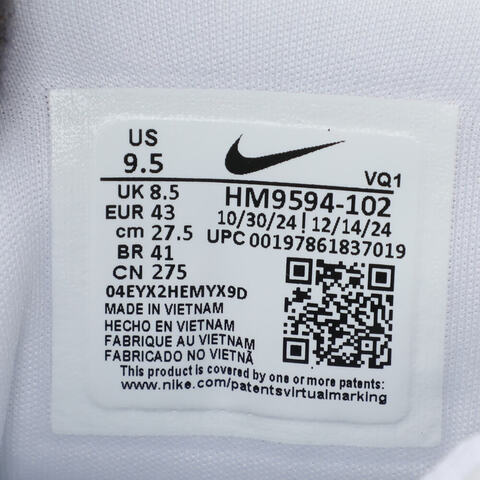 US
9.5
VQ1
UK 8.5
EUR 43
cm 27.5
BR 41
CN 275
HM9594-102
10/30/24 | 12/14/24
UPC 00197861837019
04EYX2HEMYX9D
MADE IN VIETNAM
HECHO EN VIETNAM
FABRIQUE AU VIETNAM
FABRICADO NO VIETNÃ
This product is covered by one or more patents
www.nike.com/patentsvirtualmarking